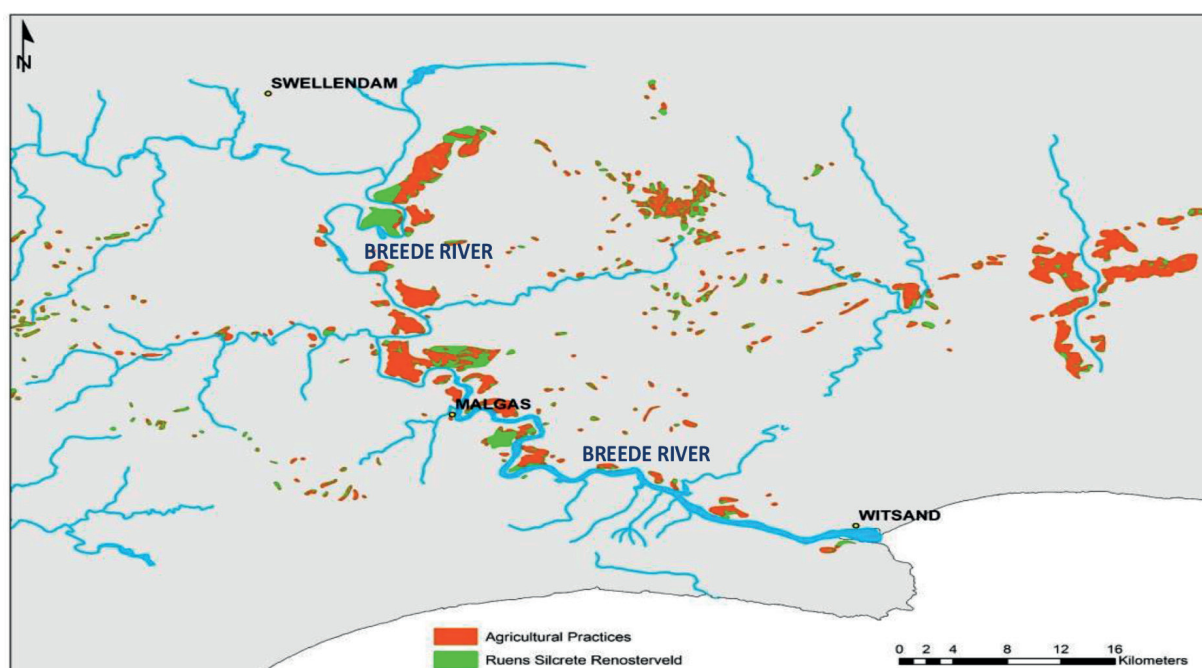 N
SWELLENDAM
BREEDE RIVER
MALGAS
BREEDE RIVER
WITSAND
Agricultural Practices
Ruens Silcrete Renosterveld
0 2 4 8 12 16
Kilometers